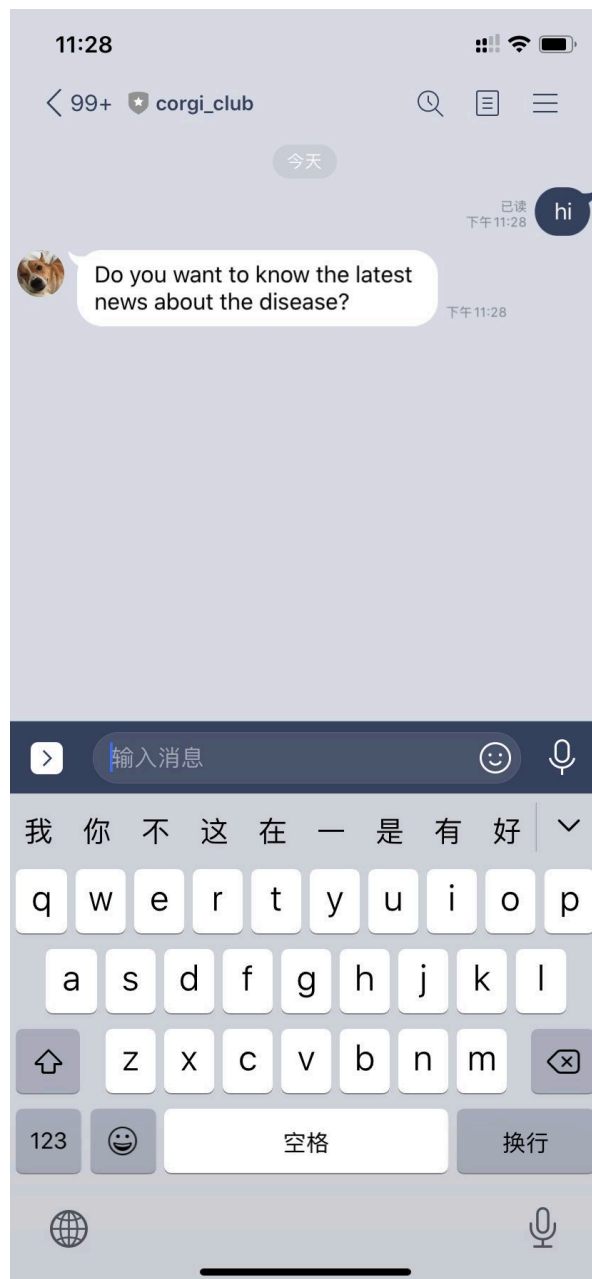 11:28
99+ corgi_club
今天
已读
下午11:28
hi
Do you want to know the latest
news about the disease?
下午11:28
输入消息
我 你 不 这 在 一 是 有 好
q w e r t y u i o p
a s d f g h j k l
z x c v b n m
123 空格 换行